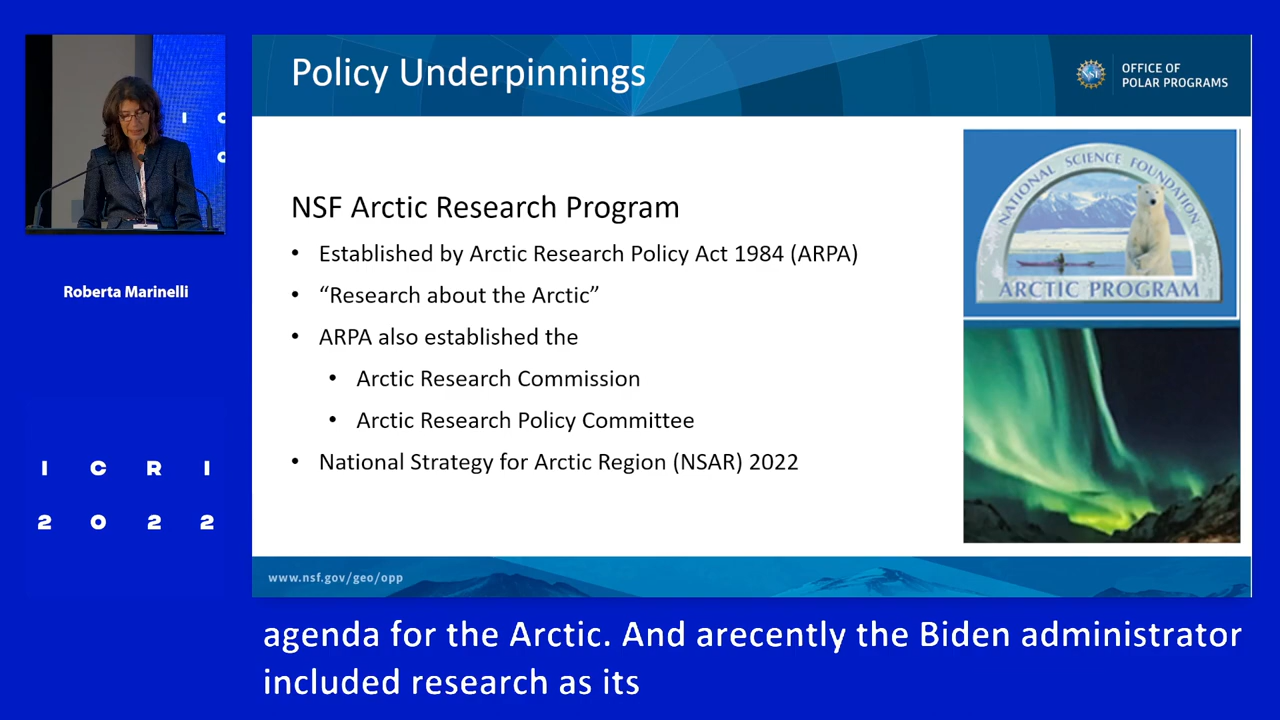 Policy Underpinnings
NSF
OFFICE OF
POLAR PROGRAMS
I C
O
Roberta Marinelli
I C R I
2 0 2 2
NSF Arctic Research Program
• Established by Arctic Research Policy Act 1984 (ARPA)
• “Research about the Arctic”
• ARPA also established the
• Arctic Research Commission
• Arctic Research Policy Committee
• National Strategy for Arctic Region (NSAR) 2022
NATIONAL SCIENCE FOUNDATION
ARCTIC PROGRAM
www.nsf.gov/geo/opp
agenda for the Arctic. And arecently the Biden administrator
included research as its